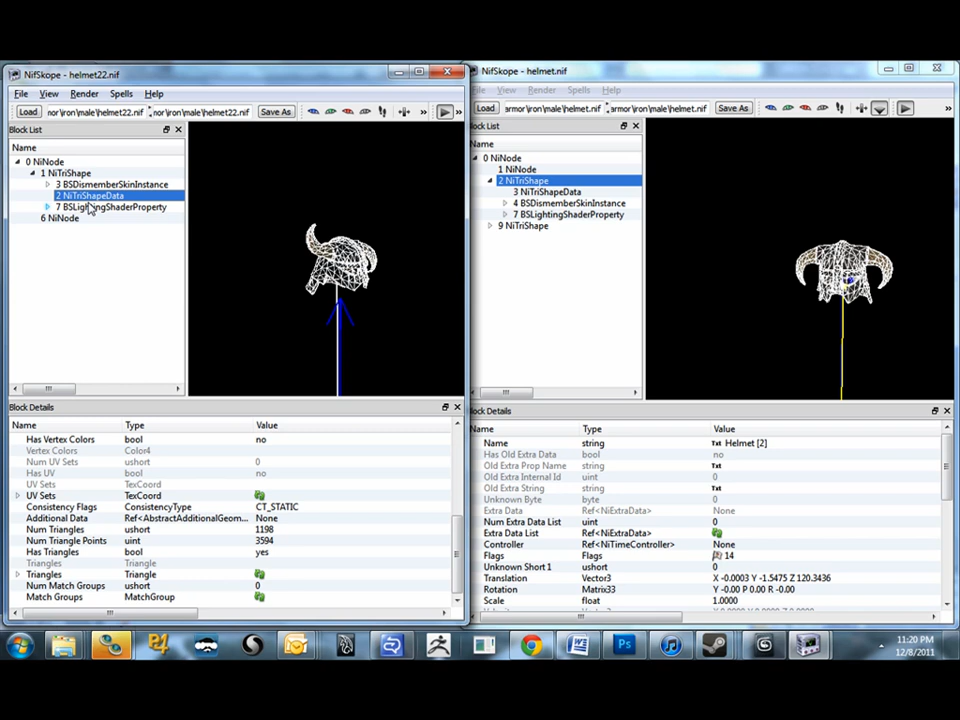 NifSkope - helmet22.nif
File View Render Spells Help
Load nor\iron\male\helmet22.nif nor\iron\male\helmet22.nif Save As »
Block List
Name
0 NiNode
1 NiTriShape
3 BSDismemberSkinInstance
2 NiTriShapeData
7 BSLightingShaderProperty
6 NiNode
Block Details
Name Type Value
Has Vertex Colors bool no
Vertex Colors Color4
Num UV Sets ushort 0
Has UV bool no
UV Sets TexCoord
UV Sets TexCoord
Consistency Flags ConsistencyType CT_STATIC
Additional Data Ref<AbstractAdditionalGeom... None
Num Triangles ushort 1198
Num Triangle Points uint 3594
Has Triangles bool yes
Triangles Triangle
Triangles Triangle
Num Match Groups ushort 0
Match Groups MatchGroup
NifSkope - helmet.nif
File View Render Spells Help
Load armor\iron\male\helmet.nif armor\iron\male\helmet.nif Save As »
Block List
Name
0 NiNode
1 NiNode
2 NiTriShape
3 NiTriShapeData
4 BSDismemberSkinInstance
7 BSLightingShaderProperty
9 NiTriShape
Block Details
Name Type Value
Name string Txt Helmet [2]
Has Old Extra Data bool no
Old Extra Prop Name string Txt
Old Extra Internal Id uint 0
Old Extra String string Txt
Unknown Byte byte 0
Extra Data Ref<NiExtraData> None
Num Extra Data List uint 0
Extra Data List Ref<NiExtraData>
Controller Ref<NiTimeController> None
Flags Flags 14
Unknown Short 1 ushort 0
Translation Vector3 X -0.0003 Y -1.5475 Z 120.3436
Rotation Matrix33 Y -0.00 P 0.00 R -0.00
Scale float 1.0000
11:20 PM
12/8/2011